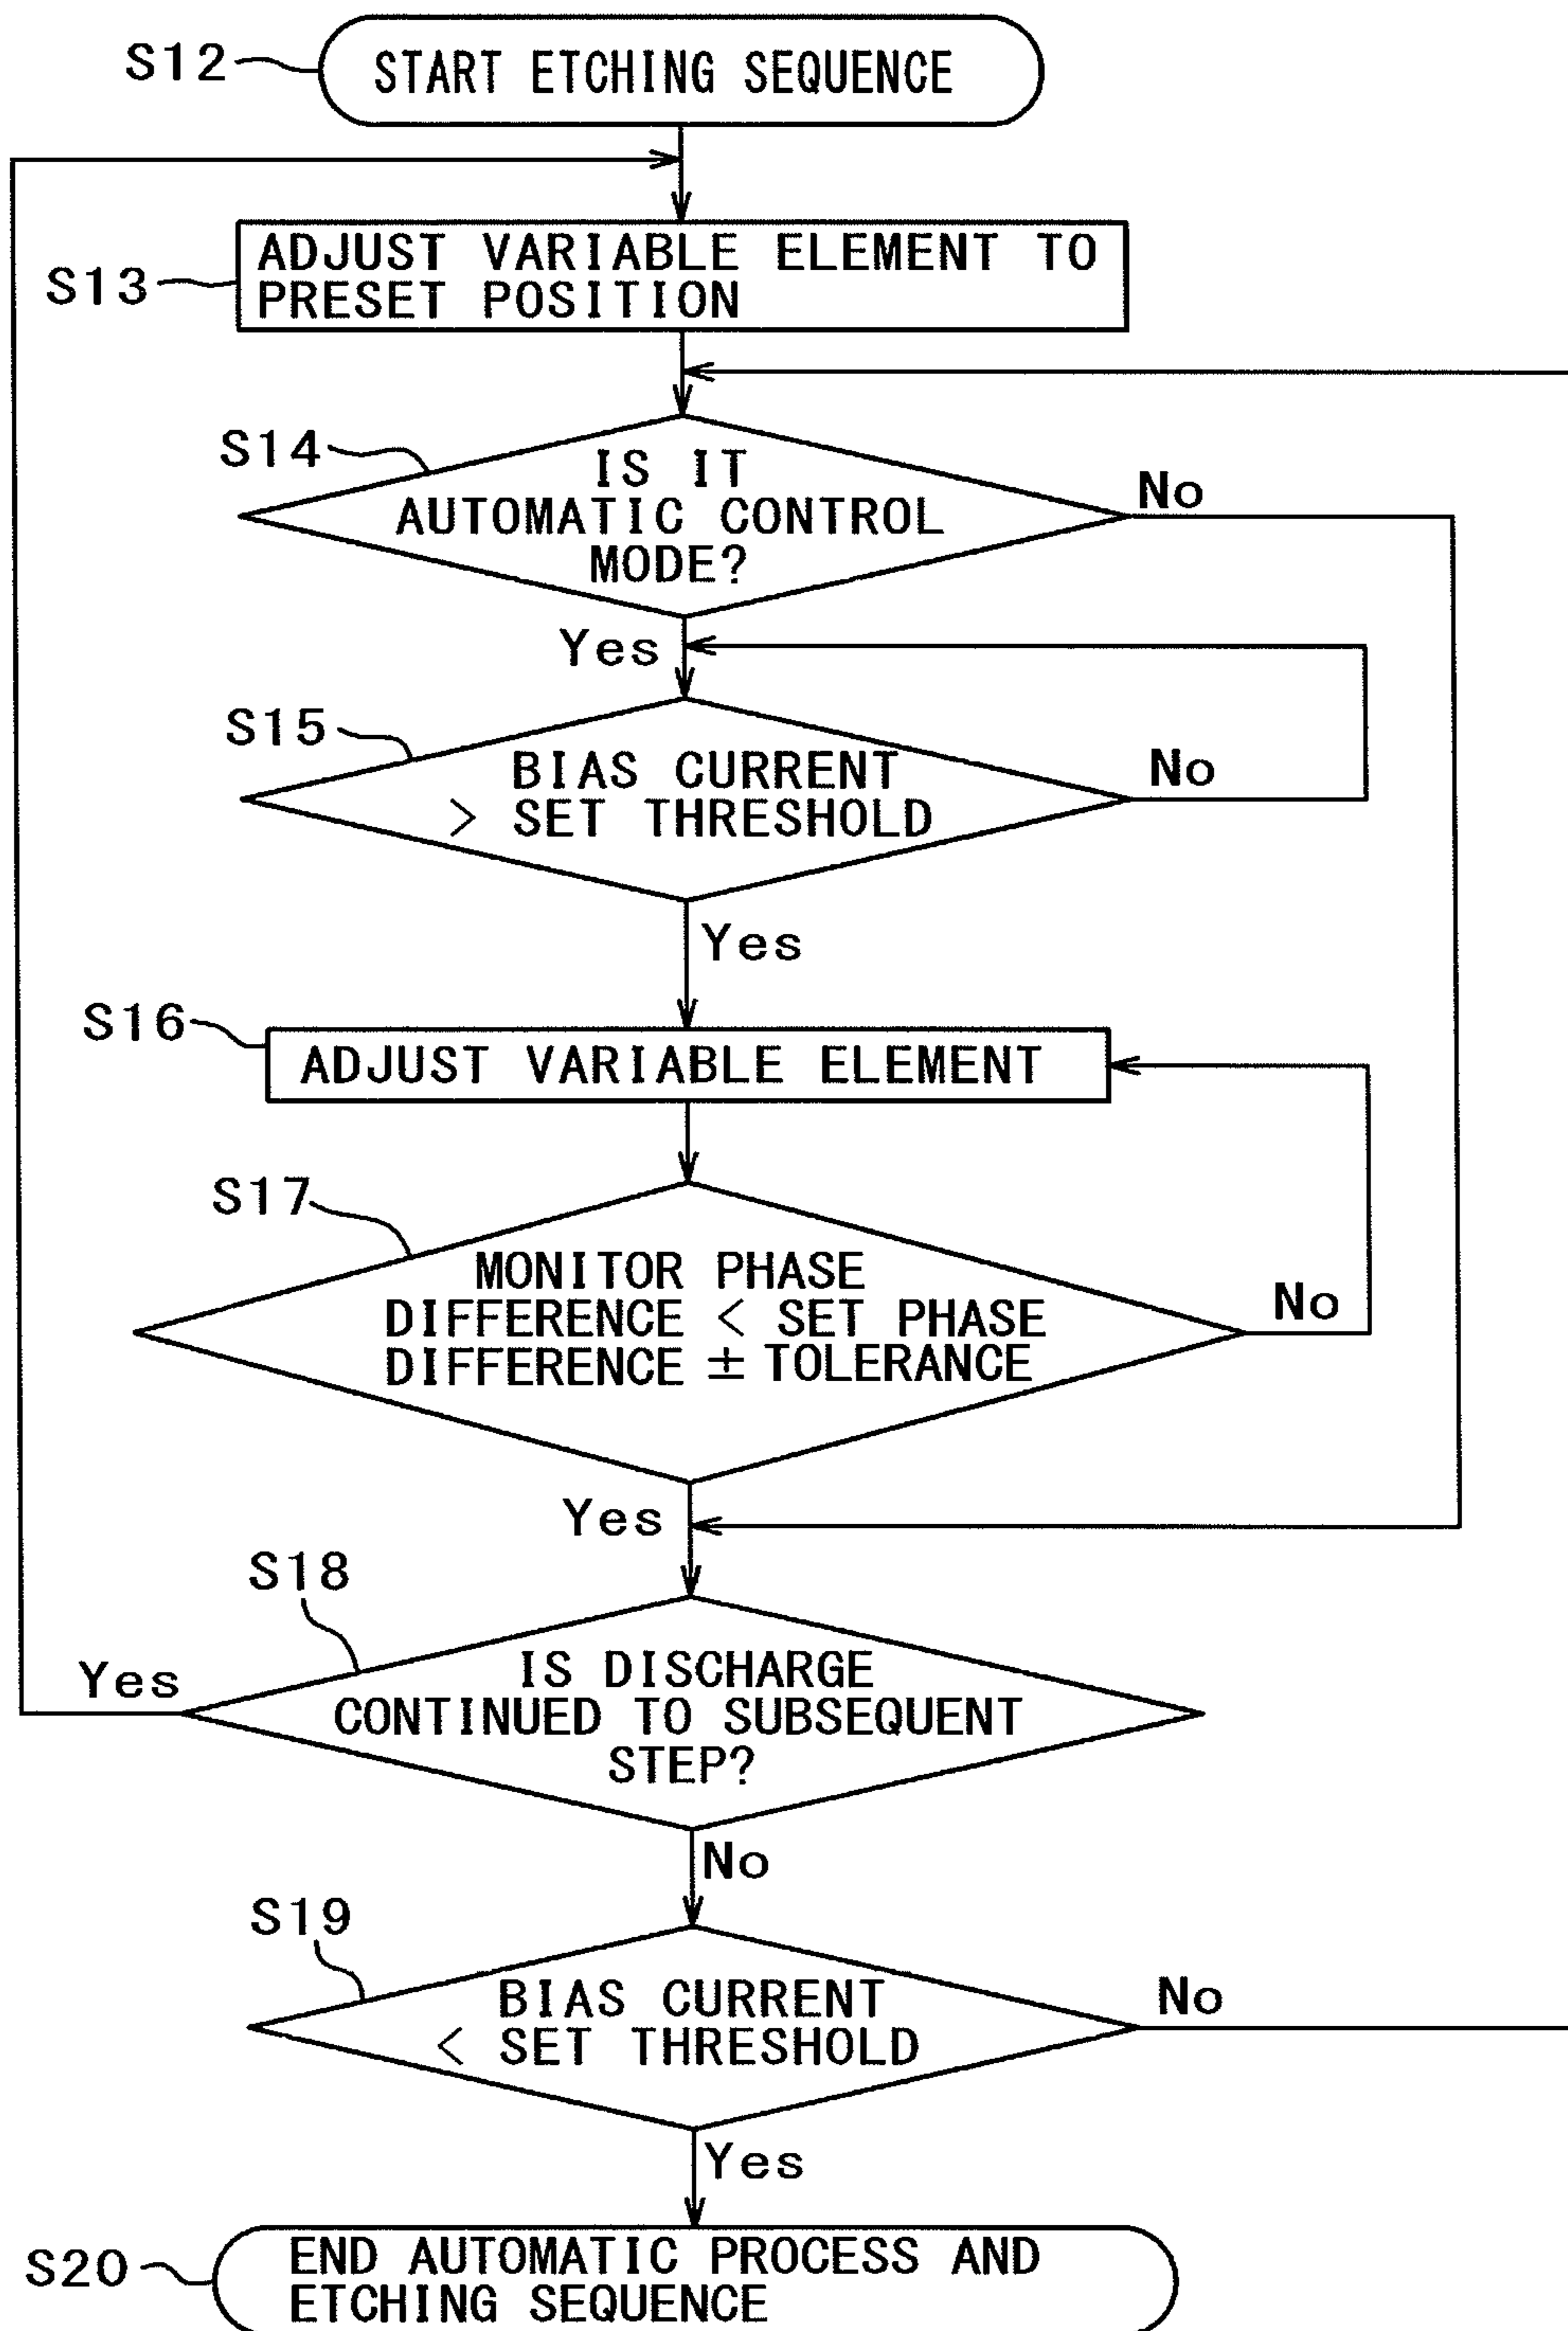 S12
START ETCHING SEQUENCE
S13
ADJUST VARIABLE ELEMENT TO
PRESET POSITION
S14
IS IT
AUTOMATIC CONTROL
MODE?
No
Yes
S15
BIAS CURRENT
> SET THRESHOLD
No
Yes
S16
ADJUST VARIABLE ELEMENT
S17
MONITOR PHASE
DIFFERENCE < SET PHASE
DIFFERENCE ± TOLERANCE
No
Yes
S18
IS DISCHARGE
CONTINUED TO SUBSEQUENT
STEP?
Yes
No
S19
BIAS CURRENT
< SET THRESHOLD
No
Yes
S20
END AUTOMATIC PROCESS AND
ETCHING SEQUENCE